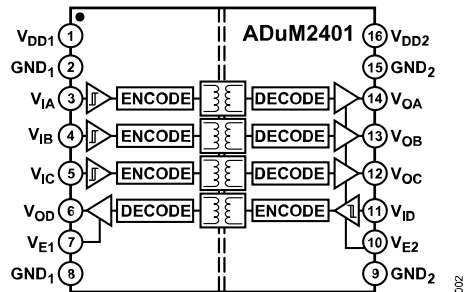 ADuM2401
V_DD1 1 16 V_DD2
GND_1 2 15 GND_2
V_IA 3 ENCODE DECODE 14 V_OA
V_IB 4 ENCODE DECODE 13 V_OB
V_IC 5 ENCODE DECODE 12 V_OC
V_OD 6 DECODE ENCODE 11 V_ID
V_E1 7 10 V_E2
GND_1 8 9 GND_2
002